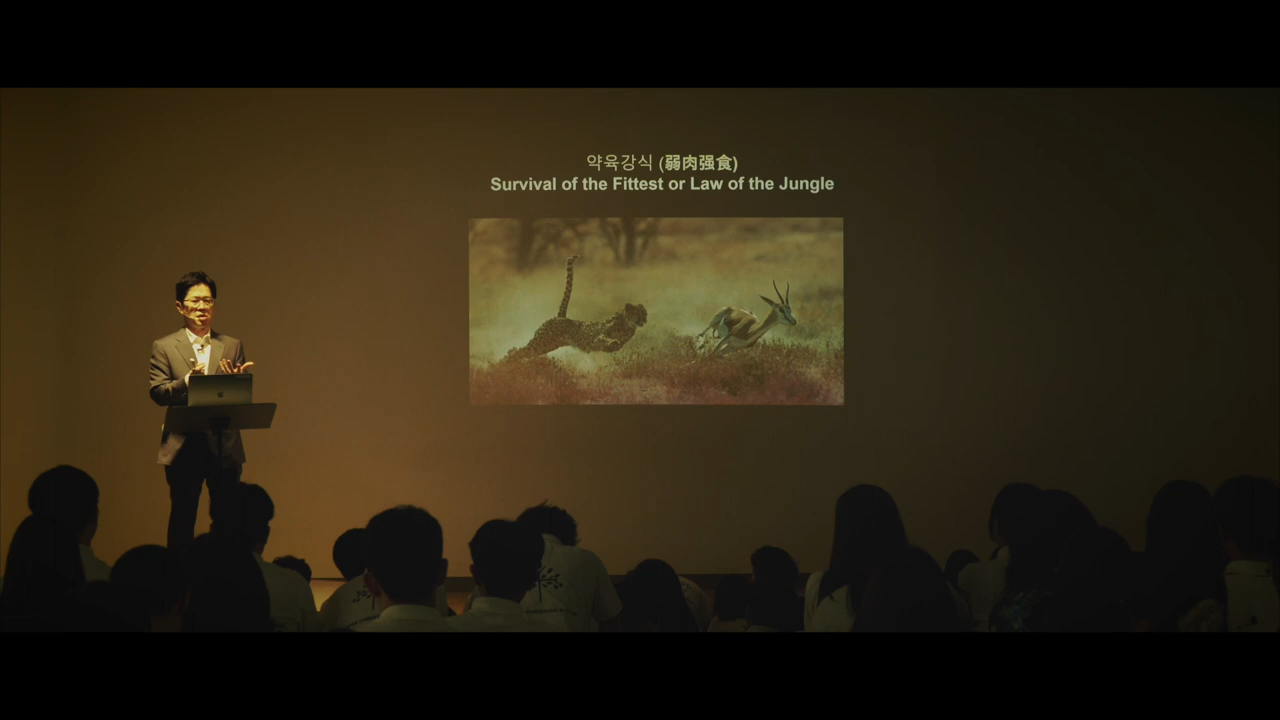 약육강식 (弱肉强食)
Survival of the Fittest or Law of the Jungle